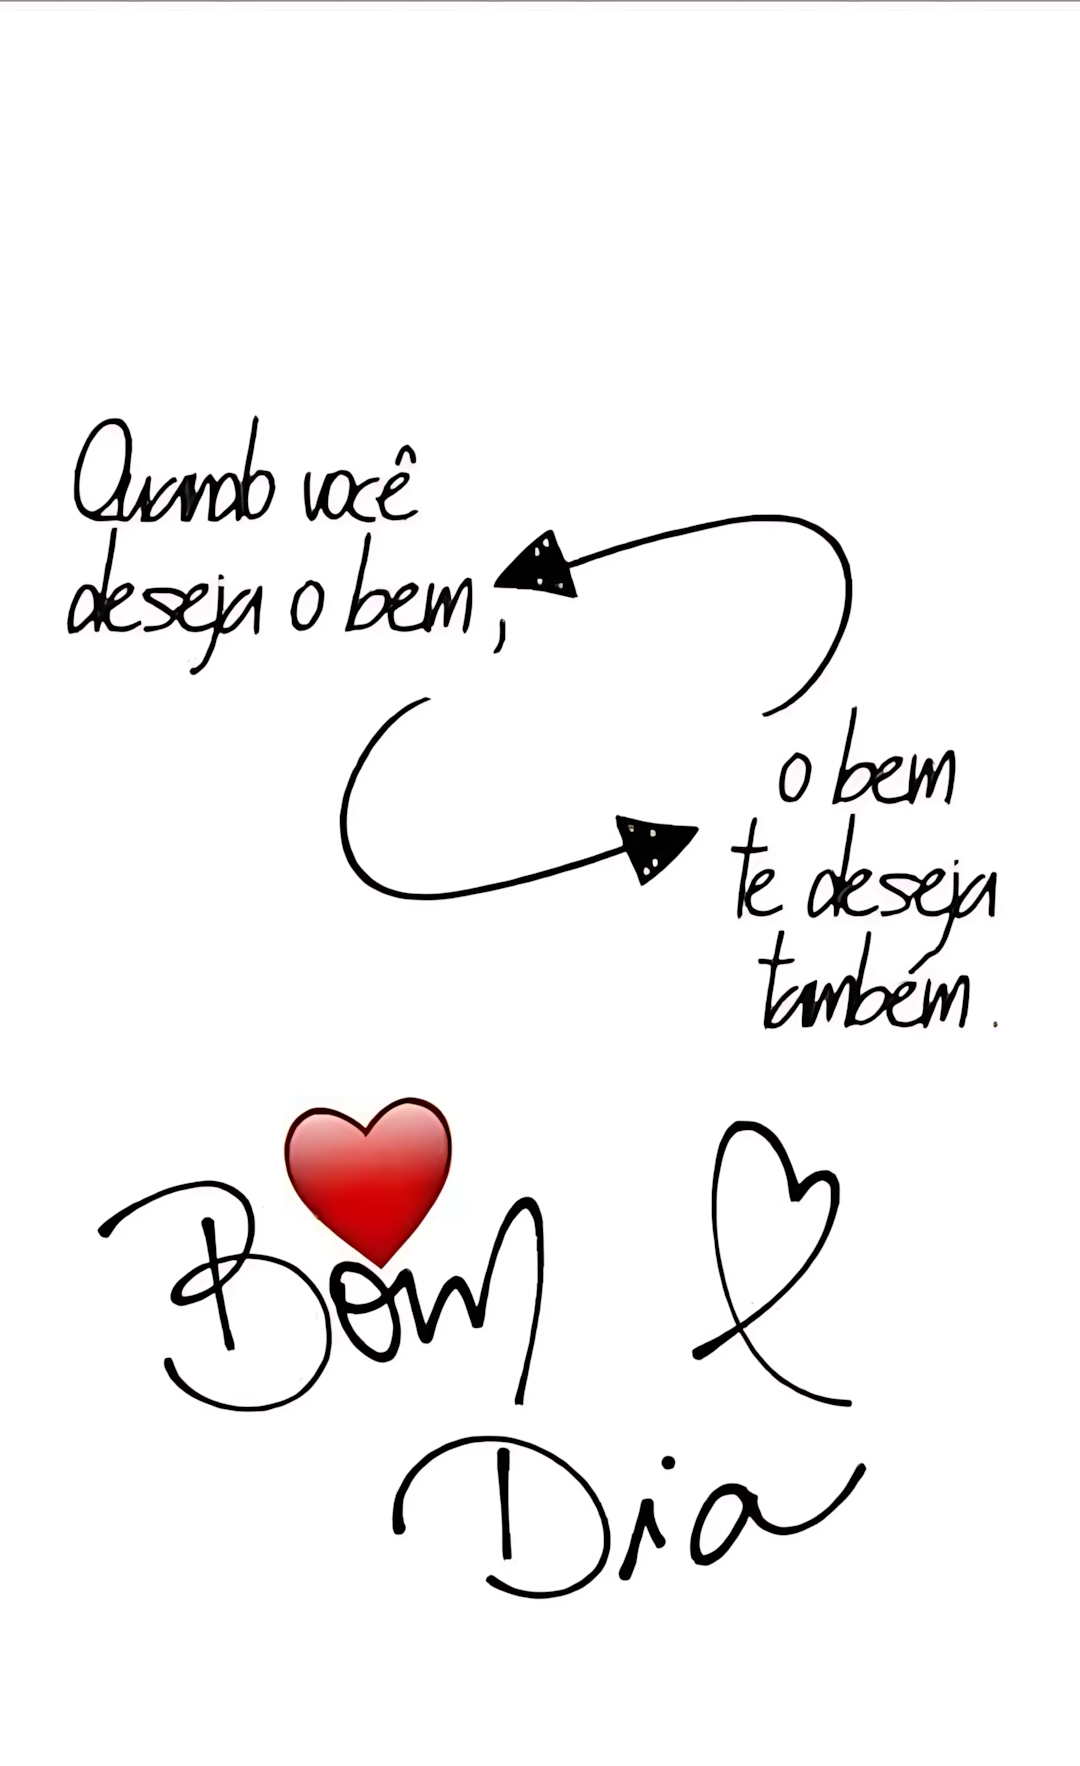 Quando você
deseja o bem,
o bem
te deseja
também.
Bom
Dia